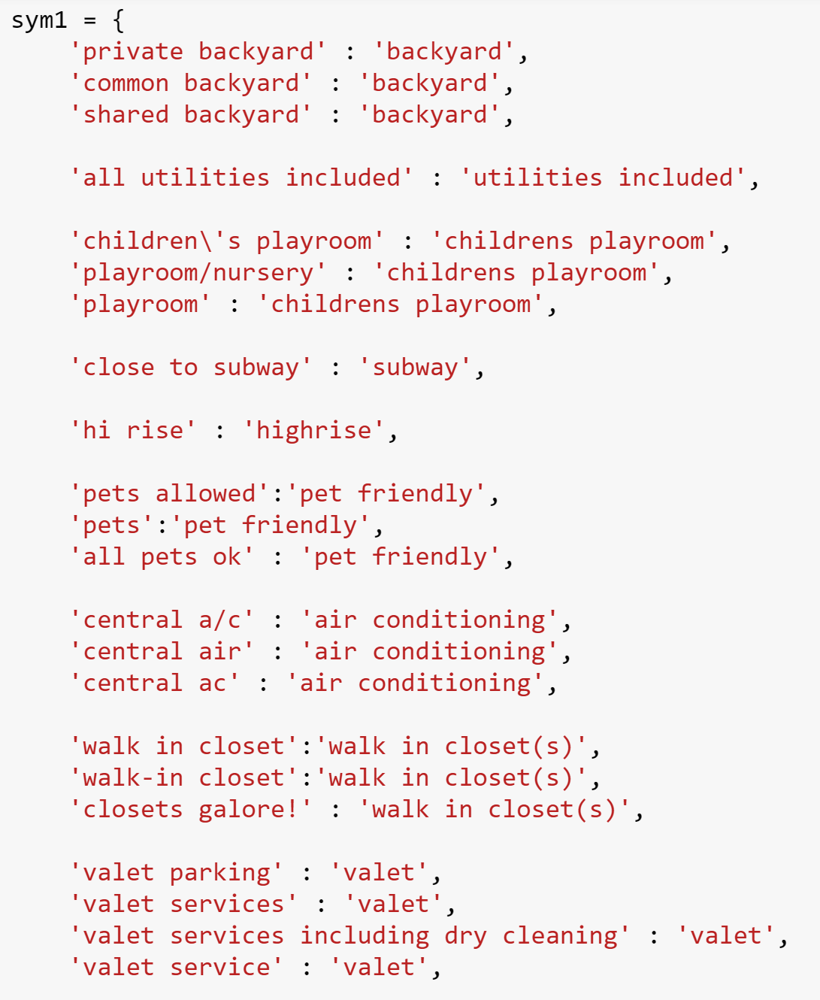 sym1 = {
'private backyard' : 'backyard',
'common backyard' : 'backyard',
'shared backyard' : 'backyard',
'all utilities included' : 'utilities included',
'children\'s playroom' : 'childrens playroom',
'playroom/nursery' : 'childrens playroom',
'playroom' : 'childrens playroom',
'close to subway' : 'subway',
'hi rise' : 'highrise',
'pets allowed':'pet friendly',
'pets':'pet friendly',
'all pets ok' : 'pet friendly',
'central a/c' : 'air conditioning',
'central air' : 'air conditioning',
'central ac' : 'air conditioning',
'walk in closet':'walk in closet(s)',
'walk-in closet':'walk in closet(s)',
'closets galore!' : 'walk in closet(s)',
'valet parking' : 'valet',
'valet services' : 'valet',
'valet services including dry cleaning' : 'valet',
'valet service' : 'valet',